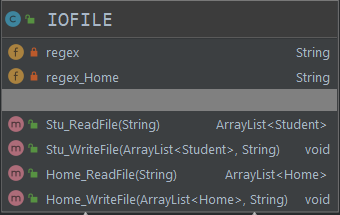 IOFILE
regex String
regex_Home String
Stu_ReadFile(String) ArrayList<Student>
Stu_WriteFile(ArrayList<Student>, String) void
Home_ReadFile(String) ArrayList<Home>
Home_WriteFile(ArrayList<Home>, String) void